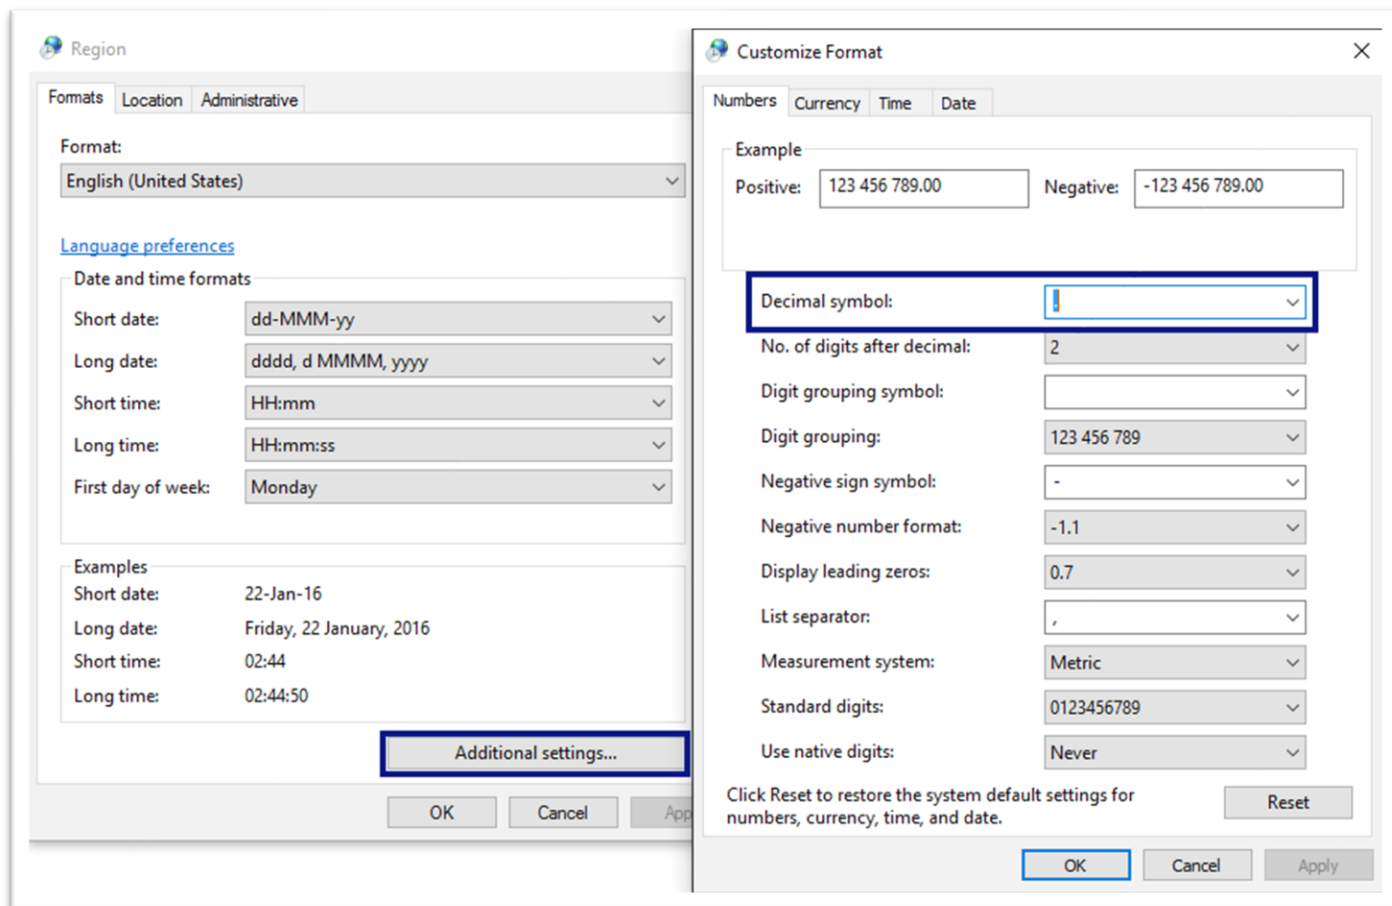 Region
Formats Location Administrative
Format:
English (United States)
Language preferences
Date and time formats
Short date: dd-MMM-yy
Long date: dddd, d MMMM, yyyy
Short time: HH:mm
Long time: HH:mm:ss
First day of week: Monday
Examples
Short date: 22-Jan-16
Long date: Friday, 22 January, 2016
Short time: 02:44
Long time: 02:44:50
Additional settings...
OK Cancel App
Customize Format
Numbers Currency Time Date
Example
Positive: 123 456 789.00 Negative: -123 456 789.00
Decimal symbol: .
No. of digits after decimal: 2
Digit grouping symbol:
Digit grouping: 123 456 789
Negative sign symbol: -
Negative number format: -1.1
Display leading zeros: 0.7
List separator: ,
Measurement system: Metric
Standard digits: 0123456789
Use native digits: Never
Click Reset to restore the system default settings for
numbers, currency, time, and date.
Reset
OK Cancel Apply